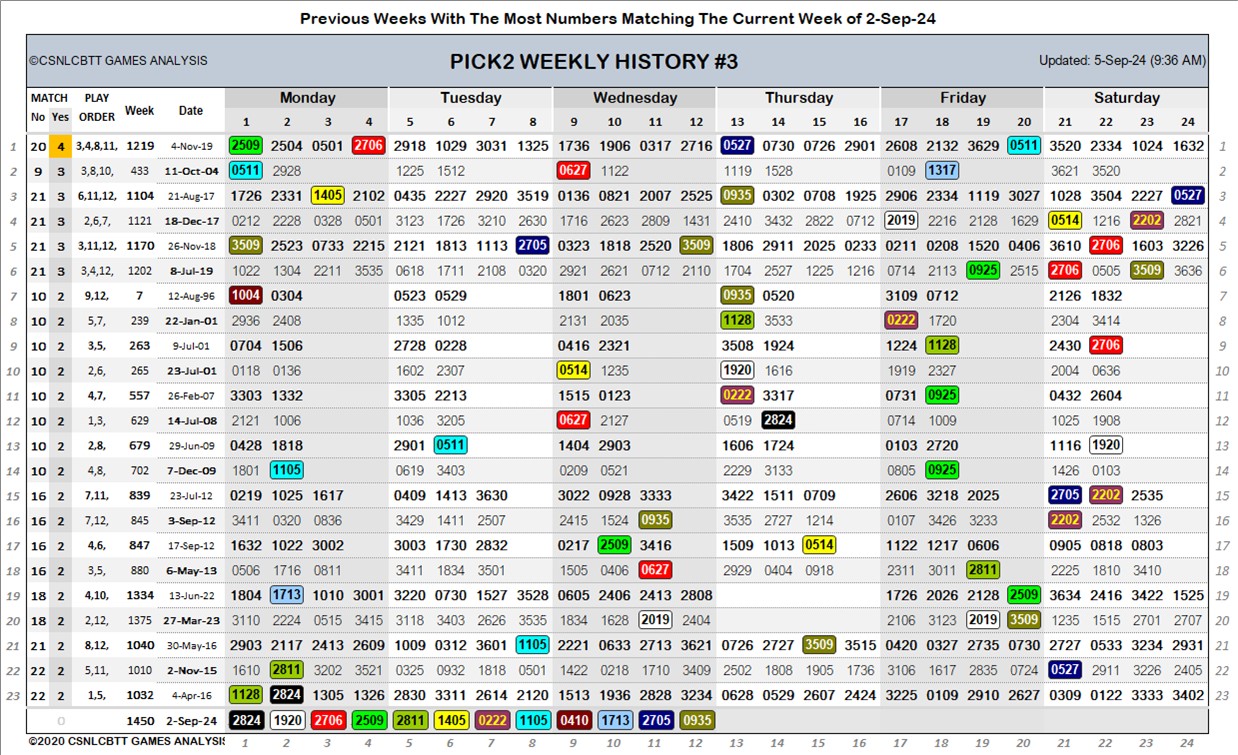 Previous Weeks With The Most Numbers Matching The Current Week of 2-Sep-24
©CSNLCBTT GAMES ANALYSIS PICK2 WEEKLY HISTORY #3 Updated: 5-Sep-24 (9:36 AM)
MATCH PLAY Week Date Monday Tuesday Wednesday Thursday Friday Saturday
No Yes ORDER 1 2 3 4 5 6 7 8 9 10 11 12 13 14 15 16 17 18 19 20 21 22 23 24
1 20 4 3,4,8,11, 1219 4-Nov-19 2509 2504 0501 2706 2918 1029 3031 1325 1736 1906 0317 2716 0527 0730 0726 2901 2608 2132 3629 0511 3520 2334 1024 1632 1
2 9 3 3,8,10, 433 11-Oct-04 0511 2928 1225 1512 0627 1122 1119 1528 0109 1317 3621 3520 2
3 21 3 6,11,12, 1104 21-Aug-17 1726 2331 1405 2102 0435 2227 2920 3519 0136 0821 2007 2525 0935 0302 0708 1925 2906 2334 1119 3027 1028 3504 2227 0527 3
4 21 3 2,6,7, 1121 18-Dec-17 0212 2228 0328 0501 3123 1726 3210 2630 1716 2623 2809 1431 2410 3432 2822 0712 2019 2216 2128 1629 0514 1216 2202 2821 4
5 21 3 3,11,12, 1170 26-Nov-18 3509 2523 0733 2215 2121 1813 1113 2705 0323 1818 2520 3509 1806 2911 2025 0233 0211 0208 1520 0406 3610 2706 1603 3226 5
6 21 3 3,4,12, 1202 8-Jul-19 1022 1304 2211 3535 0618 1711 2108 0320 2921 2621 0712 2110 1704 2527 1225 1216 0714 2113 0925 2515 2706 0505 3509 3636 6
7 10 2 9,12, 7 12-Aug-96 1004 0304 0523 0529 1801 0623 0935 0520 3109 0712 2126 1832 7
8 10 2 5,7, 239 22-Jan-01 2936 2408 1335 1012 2131 2035 1128 3533 0222 1720 2304 3414 8
9 10 2 3,5, 263 9-Jul-01 0704 1506 2728 0228 0416 2321 3508 1924 1224 1128 2430 2706 9
10 10 2 2,6, 265 23-Jul-01 0118 0136 1602 2307 0514 1235 1920 1616 1919 2327 2004 0636 10
11 10 2 4,7, 557 26-Feb-07 3303 1332 3305 2213 1515 0123 0222 3317 0731 0925 0432 2604 11
12 10 2 1,3, 629 14-Jul-08 2121 1006 1036 3205 0627 2127 0519 2824 0714 1009 1025 1908 12
13 10 2 2,8, 679 29-Jun-09 0428 1818 2901 0511 1404 2903 1606 1724 0103 2720 1116 1920 13
14 10 2 4,8, 702 7-Dec-09 1801 1105 0619 3403 0209 0521 2229 3133 0805 0925 1426 0103 14
15 16 2 7,11, 839 23-Jul-12 0219 1025 1617 0409 1413 3630 3022 0928 3333 3422 1511 0709 2606 3218 2025 2705 2202 2535 15
16 16 2 7,12, 845 3-Sep-12 3411 0320 0836 3429 1411 2507 2415 1524 0935 3535 2727 1214 0107 3426 3233 2202 2532 1326 16
17 16 2 4,6, 847 17-Sep-12 1632 1022 3002 3003 1730 2832 0217 2509 3416 1509 1013 0514 1122 1217 0606 0905 0818 0803 17
18 16 2 3,5, 880 6-May-13 0506 1716 0811 3411 1834 3501 1505 0406 0627 2929 0404 0918 2311 3011 2811 2225 1810 3410 18
19 18 2 4,10, 1334 13-Jun-22 1804 1713 1010 3001 3220 0730 1527 3528 0605 2406 2413 2808 1726 2026 2128 2509 3634 2416 3422 1525 19
20 18 2 2,12, 1375 27-Mar-23 3110 2224 0513 3415 3118 3403 2626 3535 1834 1628 2019 2404 2106 3123 2019 3509 1235 1515 2701 2707 20
21 21 2 8,12, 1040 30-May-16 2903 2117 2413 2609 1009 0312 3601 1105 2221 0633 2713 3621 0726 1327 3509 3515 0420 0327 2735 0730 2727 0533 3234 2931 21
22 22 2 5,11, 1010 2-Nov-15 1610 2811 3202 3521 0325 0932 1818 0501 1422 0218 1710 3409 0502 1808 1905 1736 3106 1617 2835 0724 0527 2911 3226 2405 22
23 22 2 1,5, 1032 4-Apr-16 1128 2824 1305 1326 2830 3311 2614 2120 1513 1936 2828 3234 0628 0529 2607 2424 3225 0109 2910 2627 0309 0122 3333 3402 23
0 1450 2-Sep-24 2824 1920 2706 2509 2811 1405 0222 1105 0410 1713 2705 0935
©2020 CSNLCBTT GAMES ANALYSIS 1 2 3 4 5 6 7 8 9 10 11 12 13 14 15 16 17 18 19 20 21 22 23 24